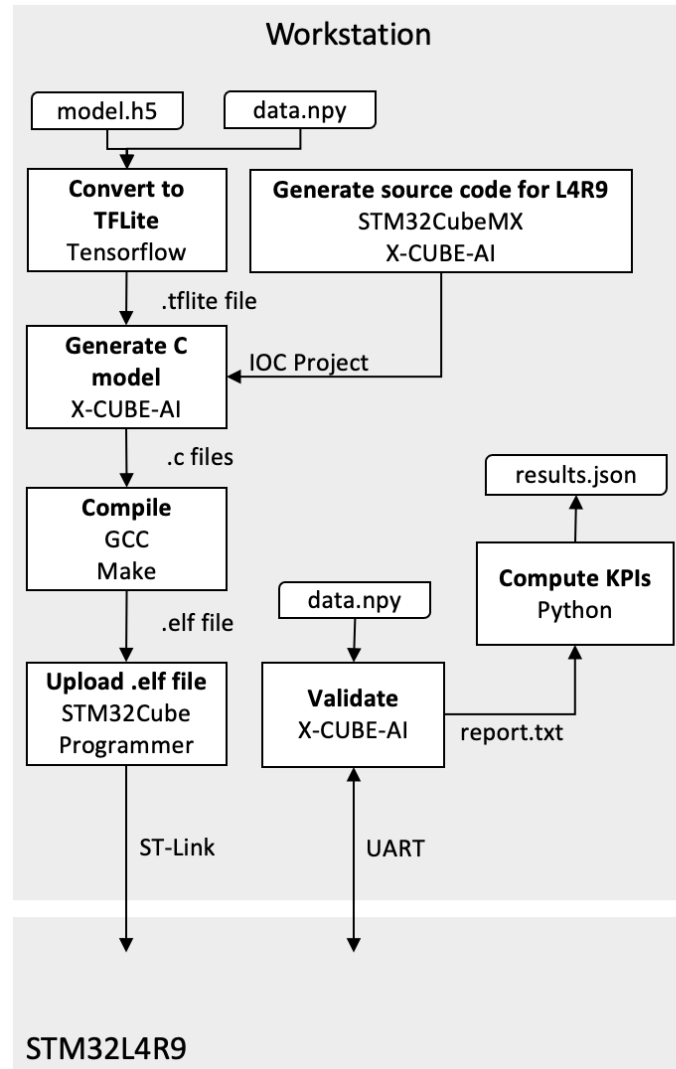 Workstation
model.h5
data.npy
Convert to
TFLite
Tensorflow
Generate source code for L4R9
STM32CubeMX
X-CUBE-AI
.tflite file
Generate C
model
X-CUBE-AI
IOC Project
.c files
results.json
Compile
GCC
Make
Compute KPIs
Python
data.npy
.elf file
Upload .elf file
STM32Cube
Programmer
Validate
X-CUBE-AI
report.txt
ST-Link
UART
STM32L4R9